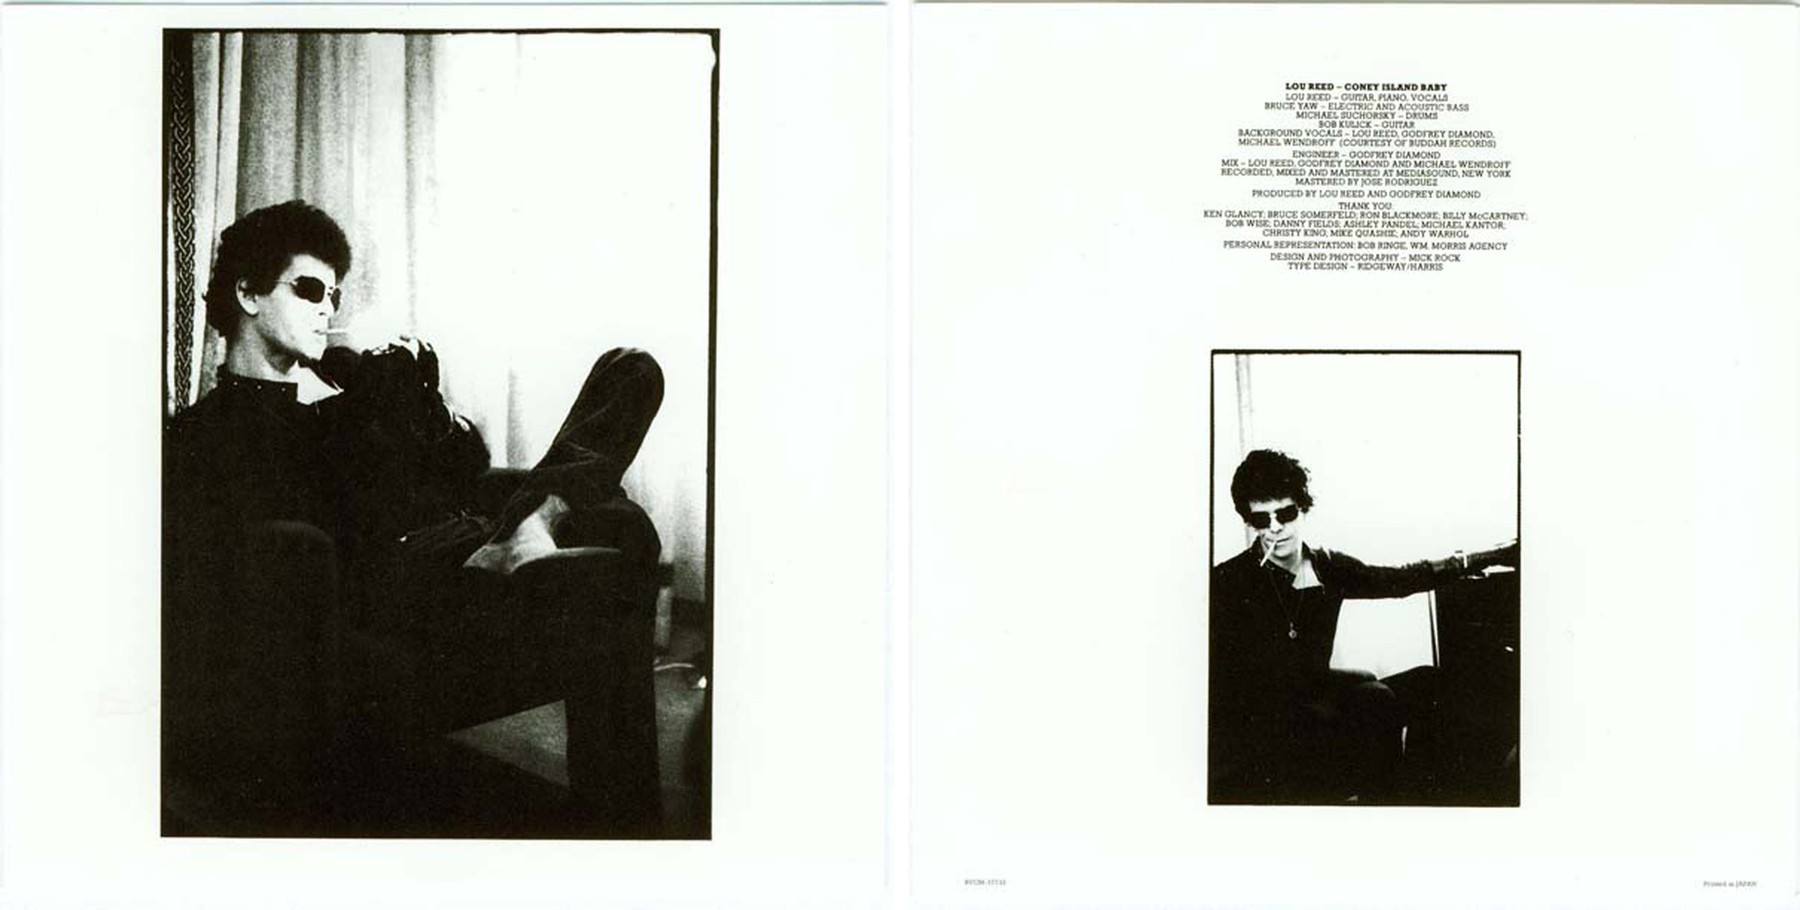 LOU REED – CONEY ISLAND BABY
LOU REED – GUITAR, PIANO, VOCALS
BRUCE YAW – ELECTRIC AND ACOUSTIC BASS
MICHAEL SUCHORSKY – DRUMS
BOB KULICK – GUITAR
BACKGROUND VOCALS – LOU REED, GODFREY DIAMOND,
MICHAEL WENDROFF (COURTESY OF BUDDAH RECORDS)
ENGINEER – GODFREY DIAMOND
MIX – LOU REED, GODFREY DIAMOND AND MICHAEL WENDROFF
RECORDED, MIXED AND MASTERED AT MEDIASOUND, NEW YORK
MASTERED BY JOSE RODRIGUEZ
PRODUCED BY LOU REED AND GODFREY DIAMOND
THANK YOU:
KEN GLANCY; BRUCE SOMERFELD; RON BLACKMORE; BILLY McCARTNEY;
BOB WISE; DANNY FIELDS; ASHLEY PANDEL; MICHAEL KANTOR;
CHRISTY KING; MIKE QUASHIE; ANDY WARHOL
PERSONAL REPRESENTATION: BOB RINGE, WM. MORRIS AGENCY
DESIGN AND PHOTOGRAPHY – MICK ROCK
TYPE DESIGN – RIDGEWAY/HARRIS
Printed in JAPAN